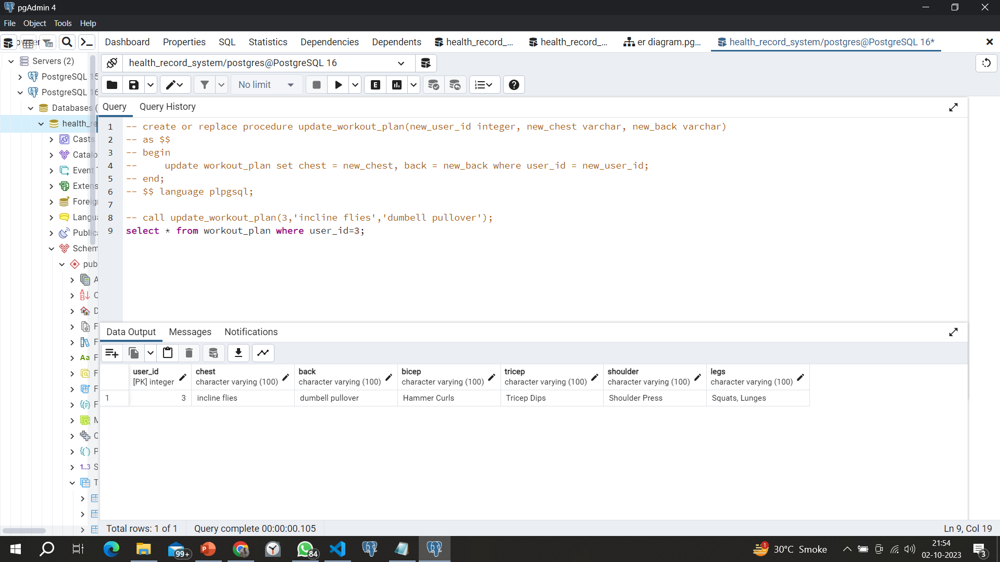 pgAdmin 4
File Object Tools Help
Dashboard Properties SQL Statistics Dependencies Dependents health_record_... health_record_... er diagram.pg... health_record_system/postgres@PostgreSQL 16*
Servers (2)
PostgreSQL 15
PostgreSQL 16
Databases (
health_re
Casts
Catalo
Event T
Extens
Foreig
Langua
Publica
Schem
pub
A
C
D
F
F
Aa F
F
F
F
M
O
P
1..3 S
T
health_record_system/postgres@PostgreSQL 16
No limit
E
Query Query History
1 -- create or replace procedure update_workout_plan(new_user_id integer, new_chest varchar, new_back varchar)
2 -- as $$
3 -- begin
4 --     update workout_plan set chest = new_chest, back = new_back where user_id = new_user_id;
5 -- end;
6 -- $$ language plpgsql;
7
8 -- call update_workout_plan(3,'incline flies','dumbell pullover');
9 select * from workout_plan where user_id=3;
Data Output Messages Notifications
user_id chest back bicep tricep shoulder legs
[PK] integer character varying (100) character varying (100) character varying (100) character varying (100) character varying (100) character varying (100)
1 3 incline flies dumbell pullover Hammer Curls Tricep Dips Shoulder Press Squats, Lunges
Total rows: 1 of 1 Query complete 00:00:00.105 Ln 9, Col 19
99+ 84 1 30°C Smoke 21:54
02-10-2023 3